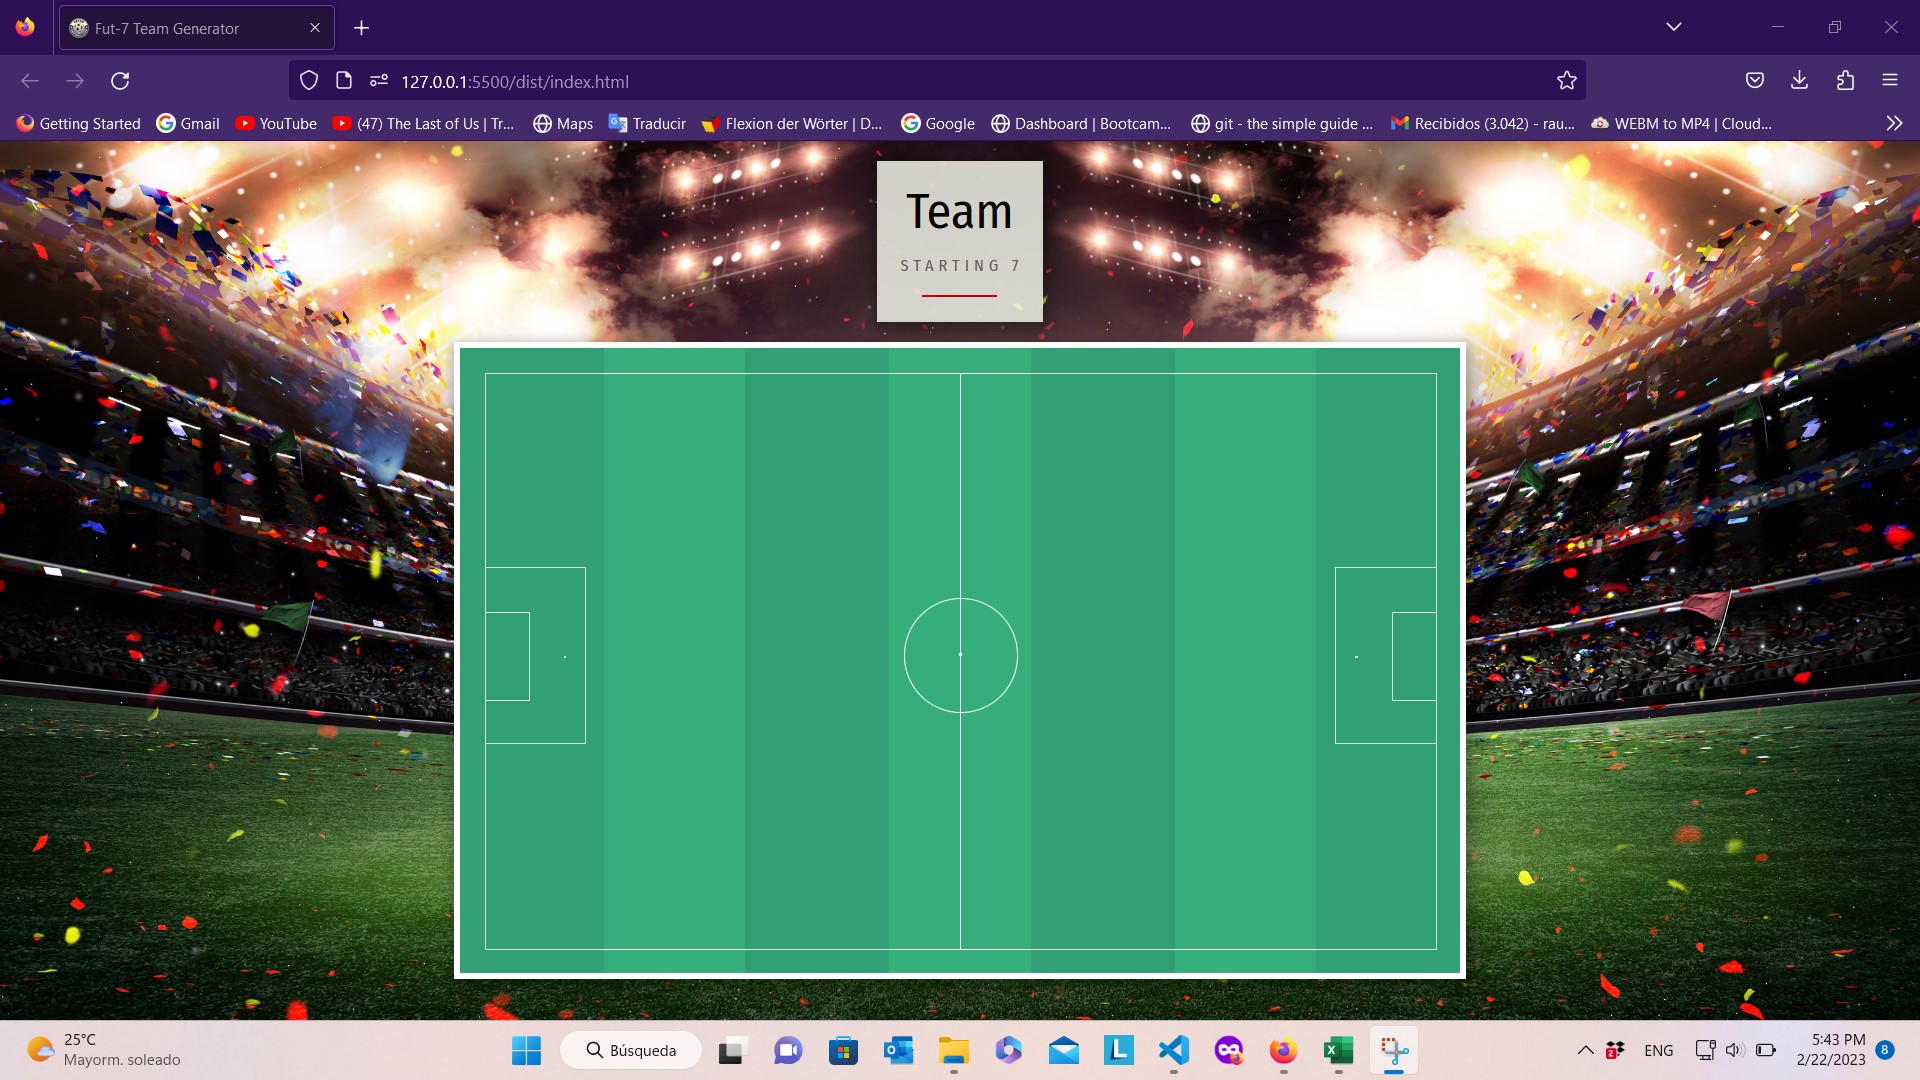 Fut-7 Team Generator
127.0.0.1:5500/dist/index.html
Getting Started Gmail YouTube (47) The Last of Us | Tr... Maps Traducir Flexion der Wörter | D... Google Dashboard | Bootcam... git - the simple guide ... Recibidos (3.042) - rau... WEBM to MP4 | Cloud...
Team
STARTING 7
25°C
Mayorm. soleado
Búsqueda
ENG
5:43 PM
2/22/2023
8
2
L